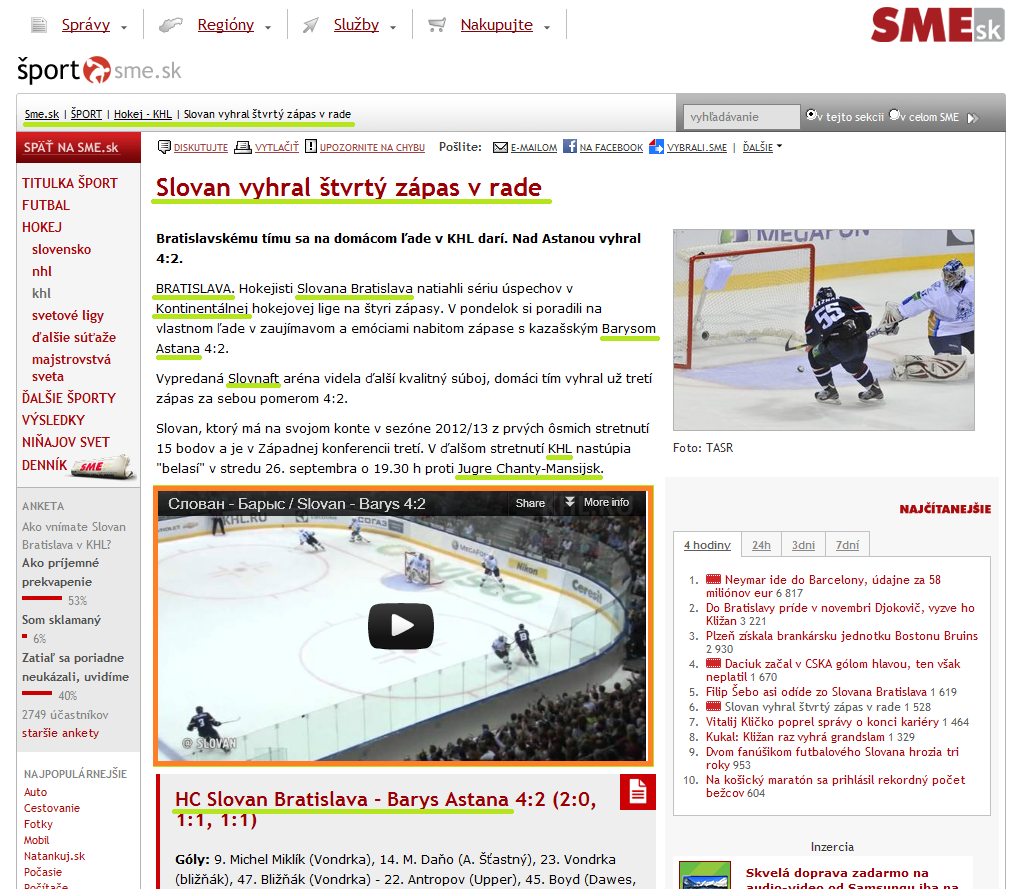 Správy
Regióny
Služby
Nakupujte
SME sk
šport sme.sk
Sme.sk | ŠPORT | Hokej - KHL | Slovan vyhral štvrtý zápas v rade
vyhľadávanie
v tejto sekcii
v celom SME
SPÄŤ NA SME.sk
TITULKA ŠPORT
FUTBAL
HOKEJ
slovensko
nhl
khl
svetové ligy
ďalšie súťaže
majstrovstvá
sveta
ĎALŠIE ŠPORTY
VÝSLEDKY
NIŇAJOV SVET
DENNÍK SME
ANKETA
Ako vnímate Slovan
Bratislava v KHL?
Ako príjemné
prekvapenie
53%
Som sklamaný
6%
Zatiaľ sa poriadne
neukázali, uvidíme
40%
2749 účastníkov
staršie ankety
NAJPOPULÁRNEJŠIE
Auto
Cestovanie
Fotky
Mobil
Natankuj.sk
Počasie
Počítače
DISKUTUJTE
VYTLAČIŤ
UPOZORNITE NA CHYBU
Pošlite:
E-MAILOM
NA FACEBOOK
VYBRALI.SME
|
ĎALŠIE
Slovan vyhral štvrtý zápas v rade
Bratislavskému tímu sa na domácom ľade v KHL darí. Nad Astanou vyhral
4:2.
BRATISLAVA. Hokejisti Slovana Bratislava natiahli sériu úspechov v
Kontinentálnej hokejovej lige na štyri zápasy. V pondelok si poradili na
vlastnom ľade v zaujímavom a emóciami nabitom zápase s kazašským Barysom
Astana 4:2.
Vypredaná Slovnaft aréna videla ďalší kvalitný súboj, domáci tím vyhral už tretí
zápas za sebou pomerom 4:2.
Slovan, ktorý má na svojom konte v sezóne 2012/13 z prvých ôsmich stretnutí
15 bodov a je v Západnej konferencii tretí. V ďalšom stretnutí KHL nastúpia
"belasí" v stredu 26. septembra o 19.30 h proti Jugre Chanty-Mansijsk.
Слован - Барыс / Slovan - Barys 4:2
Share
More info
KHL.RU
СОГАЗ
MEGAFON
Nikon
Ceresit
3
@ SLOVAN
HC Slovan Bratislava - Barys Astana 4:2 (2:0,
1:1, 1:1)
Góly: 9. Michel Miklík (Vondrka), 14. M. Daňo (A. Šťastný), 23. Vondrka
(bližňák), 47. Bližňák (Vondrka) - 22. Antropov (Upper), 45. Boyd (Dawes,
MEGAFON
55
Foto: TASR
NAJČÍTANEJŠIE
4 hodiny
24h
3dni
7dní
1. Neymar ide do Barcelony, údajne za 58
miliónov eur 6 817
2. Do Bratislavy príde v novembri Djokovič, vyzve ho
Kližan 3 221
3. Plzeň získala brankársku jednotku Bostonu Bruins
2 930
4. Daciuk začal v CSKA gólom hlavou, ten však
neplatil 1 670
5. Filip Šebo asi odíde zo Slovana Bratislava 1 619
6. Slovan vyhral štvrtý zápas v rade 1 528
7. Vitalij Kličko poprel správy o konci kariéry 1 464
8. Kukal: Kližan raz vyhrá grandslam 1 329
9. Dvom fanúšikom futbalového Slovana hrozia tri
roky 953
10. Na košický maratón sa prihlásil rekordný počet
bežcov 604
Inzercia
Skvelá doprava zadarmo na
audio-video od Samsungu iba na